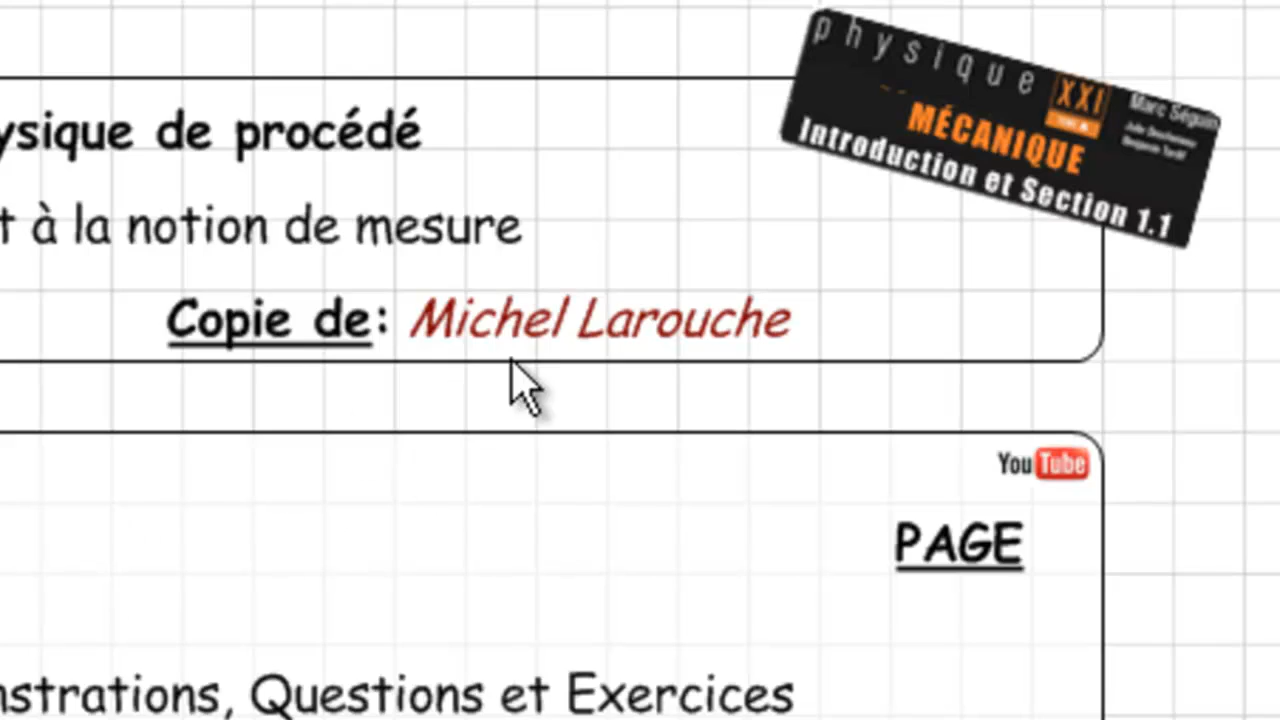 physique
XXI
Marc Séguin
MÉCANIQUE
Introduction et Section 1.1
ysique de procédé
t à la notion de mesure
Copie de: Michel Larouche
YouTube
PAGE
nstrations, Questions et Exercices